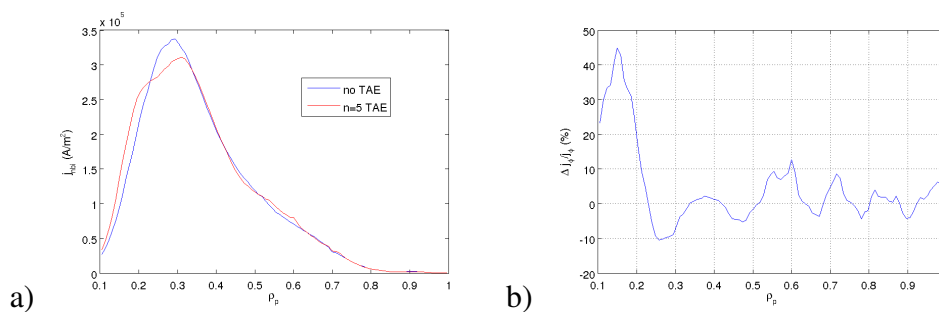 x 10^5
3.5
3
2.5
2
1.5
1
0.5
0
j_nbi (A/m²)
0.1 0.2 0.3 0.4 0.5 0.6 0.7 0.8 0.9 1
ρ_p
no TAE
n=5 TAE
a)
50
40
30
20
10
0
-10
-20
Δ j_ϕ/j_ϕ (%)
0.1 0.2 0.3 0.4 0.5 0.6 0.7 0.8 0.9
ρ_p
b)